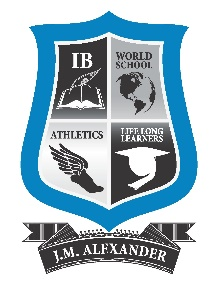 IB
WORLD
SCHOOL
ATHLETICS
LIFE LONG
LEARNERS
J.M. ALEXANDER